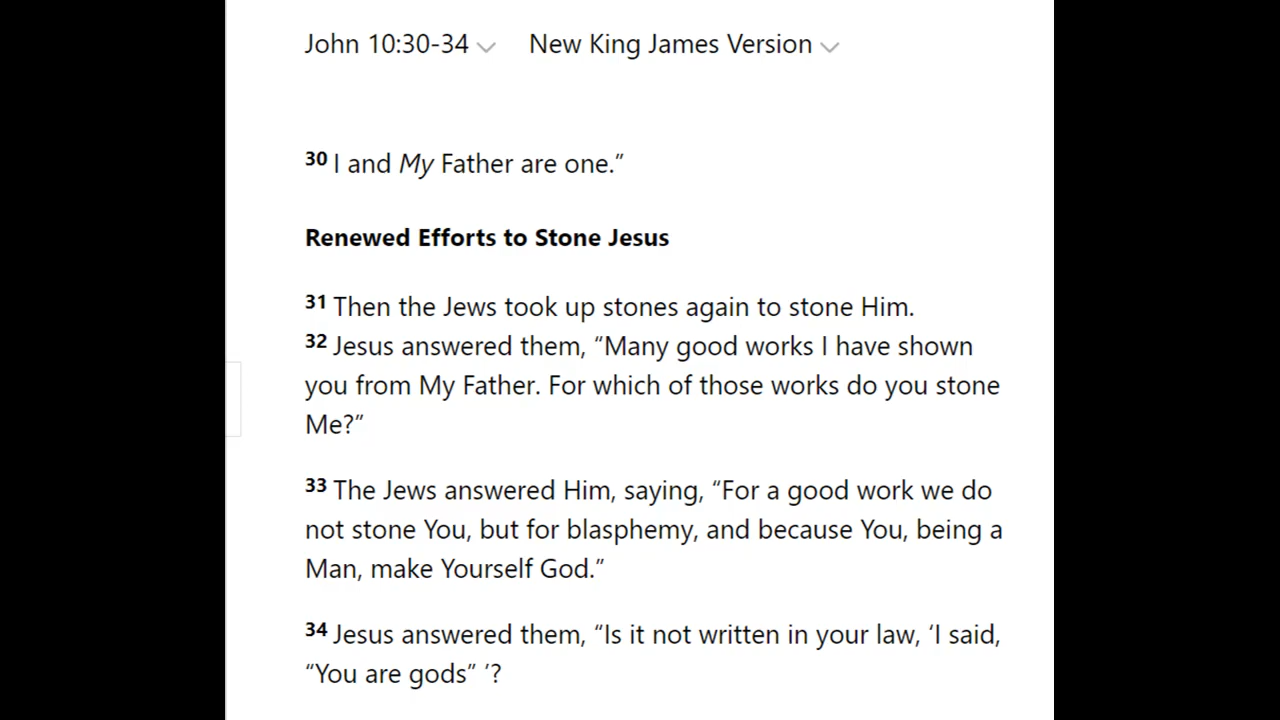 John 10:30-34 New King James Version
30 I and My Father are one.”
Renewed Efforts to Stone Jesus
31 Then the Jews took up stones again to stone Him.
32 Jesus answered them, “Many good works I have shown
you from My Father. For which of those works do you stone
Me?”
33 The Jews answered Him, saying, “For a good work we do
not stone You, but for blasphemy, and because You, being a
Man, make Yourself God.”
34 Jesus answered them, “Is it not written in your law, ‘I said,
“You are gods” ’?